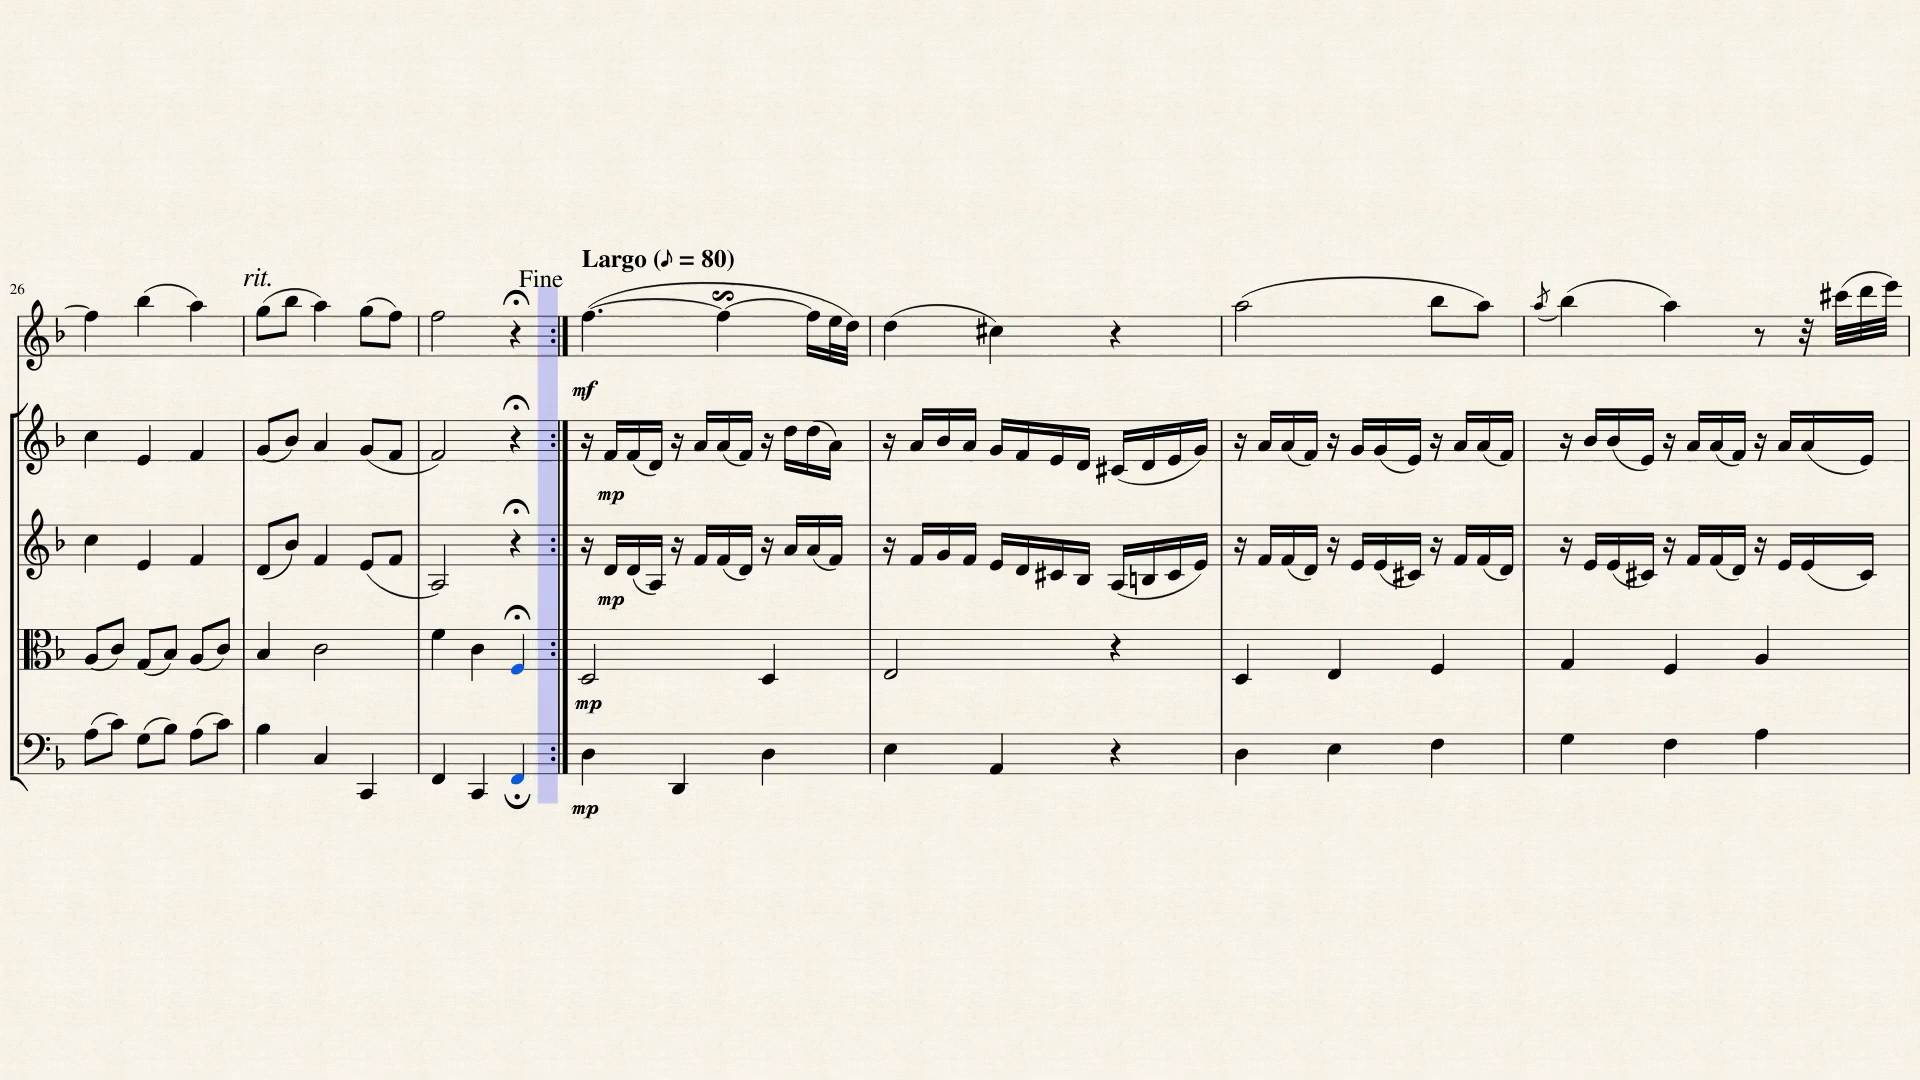 Largo (♪ = 80)
rit.
Fine
26
mf
mp
mp
mp
mp